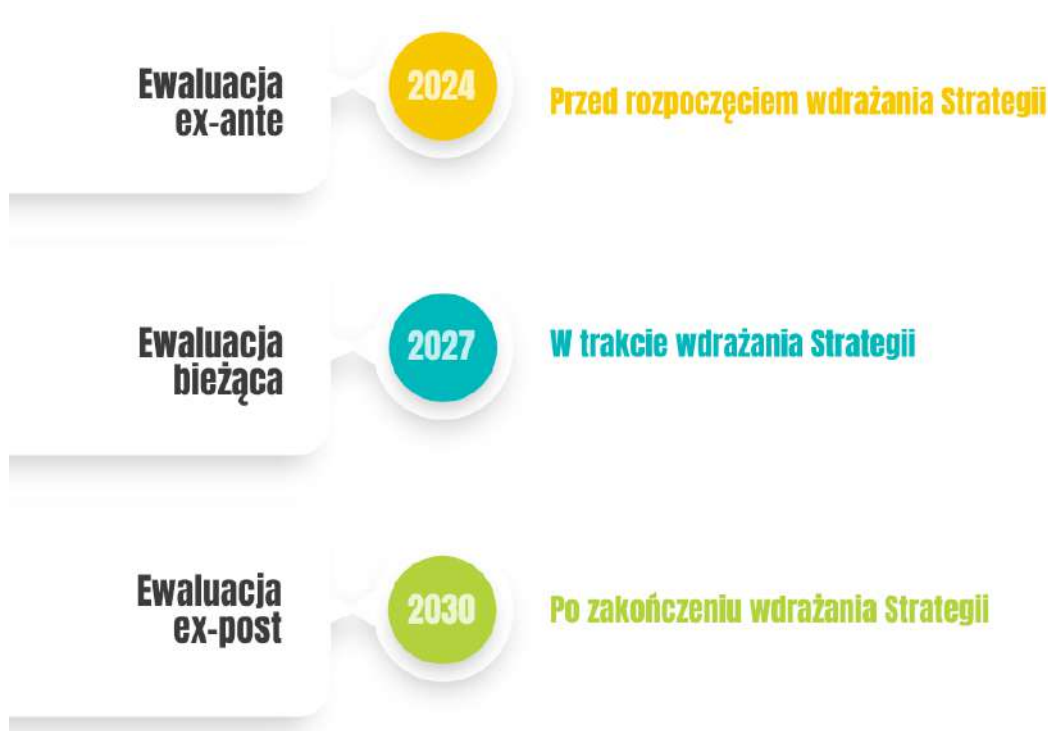 Ewaluacja
ex-ante
2024
Przed rozpoczęciem wdrażania Strategii
Ewaluacja
bieżąca
2027
W trakcie wdrażania Strategii
Ewaluacja
ex-post
2030
Po zakończeniu wdrażania Strategii